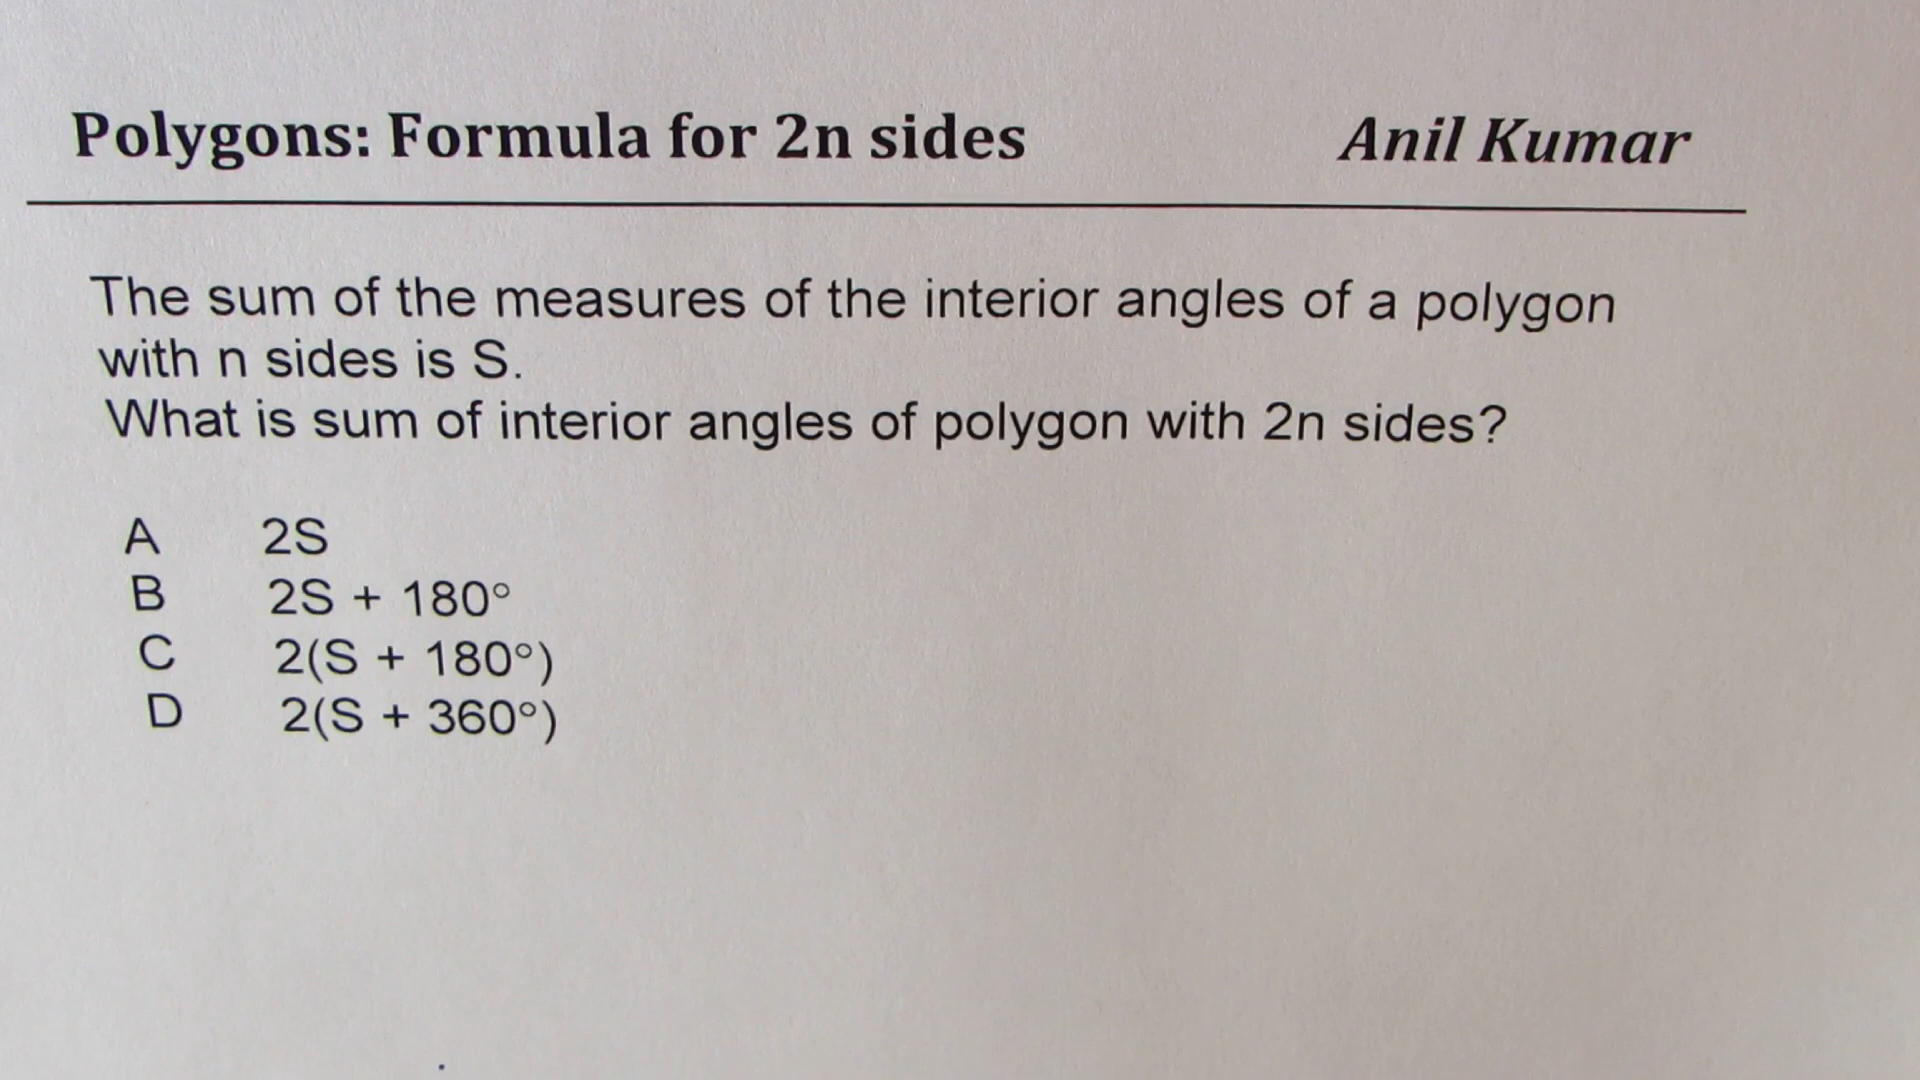 Polygons: Formula for 2n sides Anil Kumar
The sum of the measures of the interior angles of a polygon
with n sides is S.
What is sum of interior angles of polygon with 2n sides?
A 2S
B 2S + 180°
C 2(S + 180°)
D 2(S + 360°)